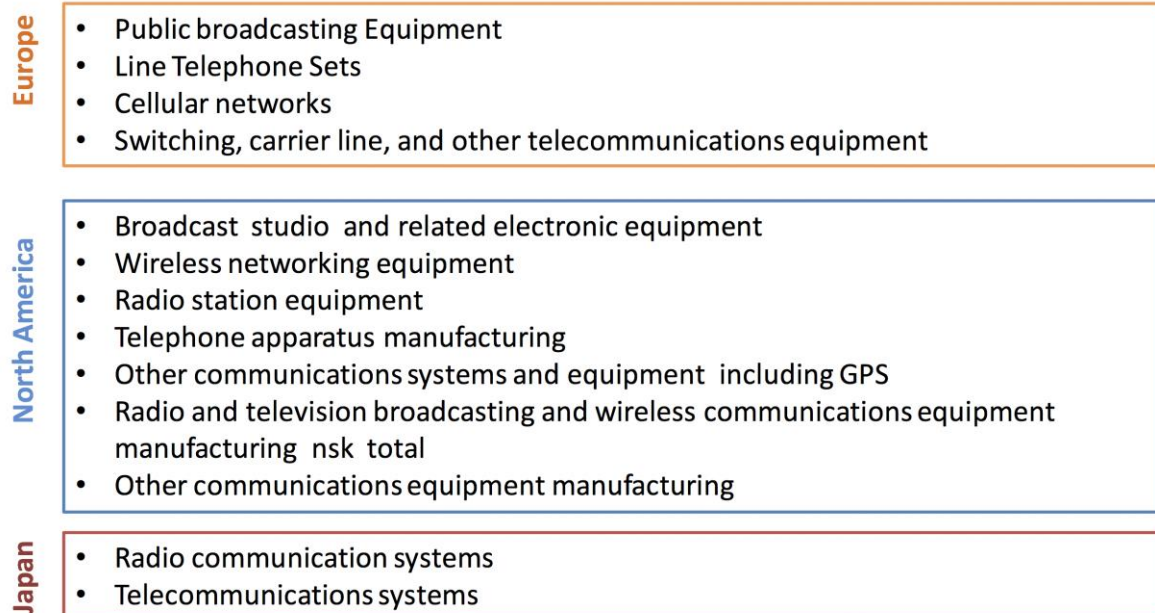 Europe
• Public broadcasting Equipment
• Line Telephone Sets
• Cellular networks
• Switching, carrier line, and other telecommunications equipment
North America
• Broadcast studio and related electronic equipment
• Wireless networking equipment
• Radio station equipment
• Telephone apparatus manufacturing
• Other communications systems and equipment including GPS
• Radio and television broadcasting and wireless communications equipment
manufacturing nsk total
• Other communications equipment manufacturing
Japan
• Radio communication systems
• Telecommunications systems